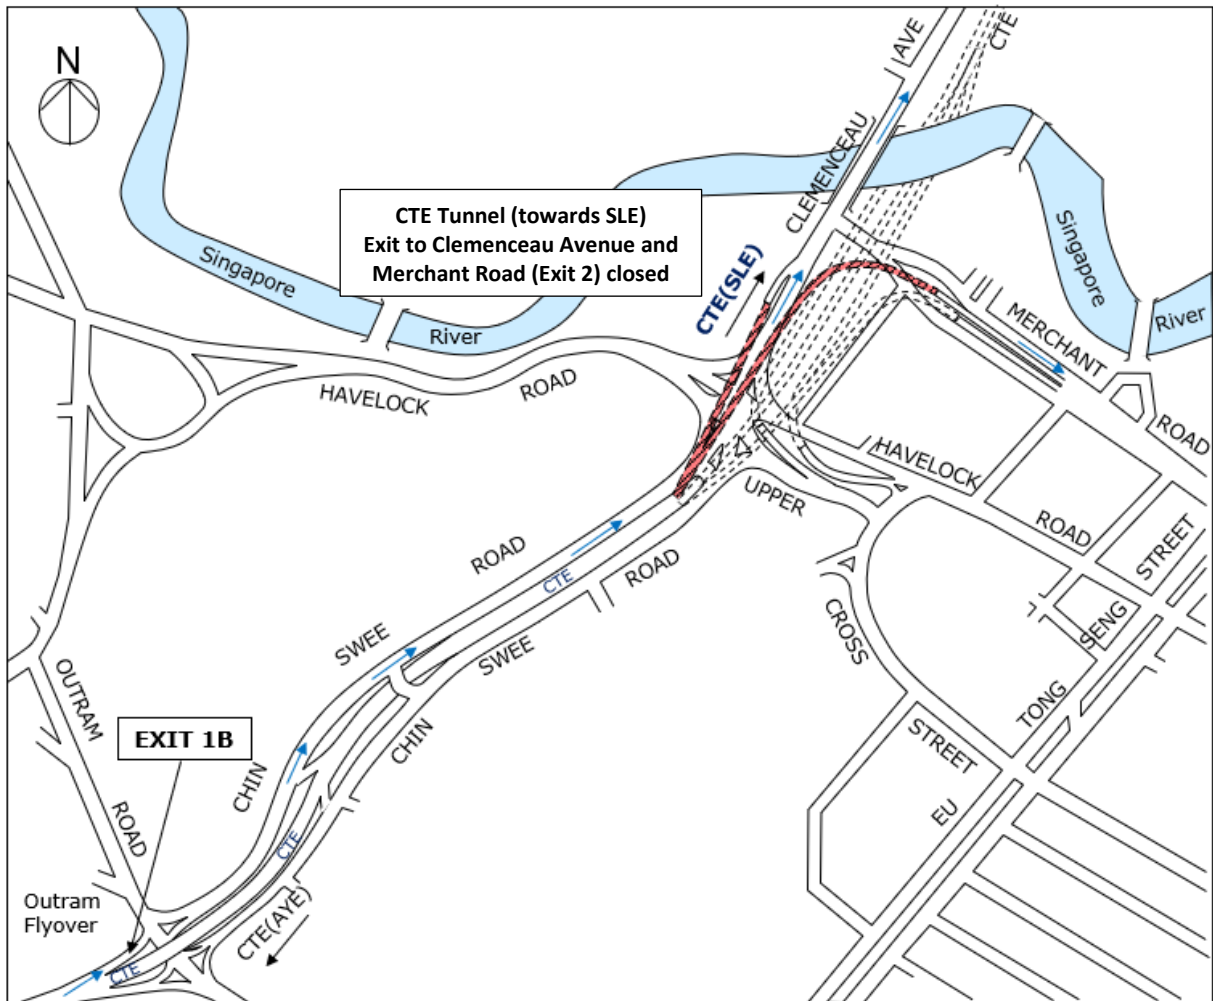 N
AVE
CTE
CLEMENCEAU
CTE Tunnel (towards SLE)
Exit to Clemenceau Avenue and
Merchant Road (Exit 2) closed
Singapore
River
CTE(SLE)
Singapore
River
MERCHANT
ROAD
HAVELOCK
ROAD
HAVELOCK
ROAD
UPPER
CROSS
STREET
STREET
SENG
TONG
EU
ROAD
CTE
ROAD
SWEE
SWEE
CHIN
CHIN
OUTRAM
ROAD
EXIT 1B
CTE
CTE(AYE)
Outram
Flyover
CTE